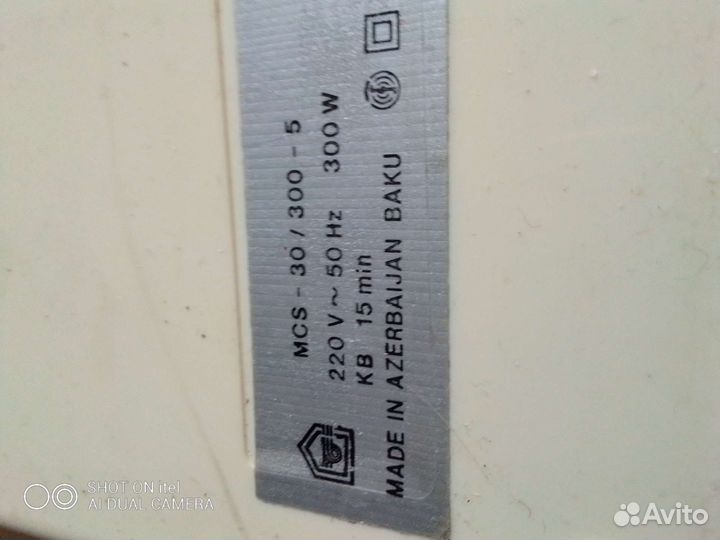 MCS - 30 / 300 - 5
220 V ~ 50 Hz 300 W
KB 15 min
MADE IN AZERBAIJAN BAKU
SHOT ON itel
AI DUAL CAMERA
Avito